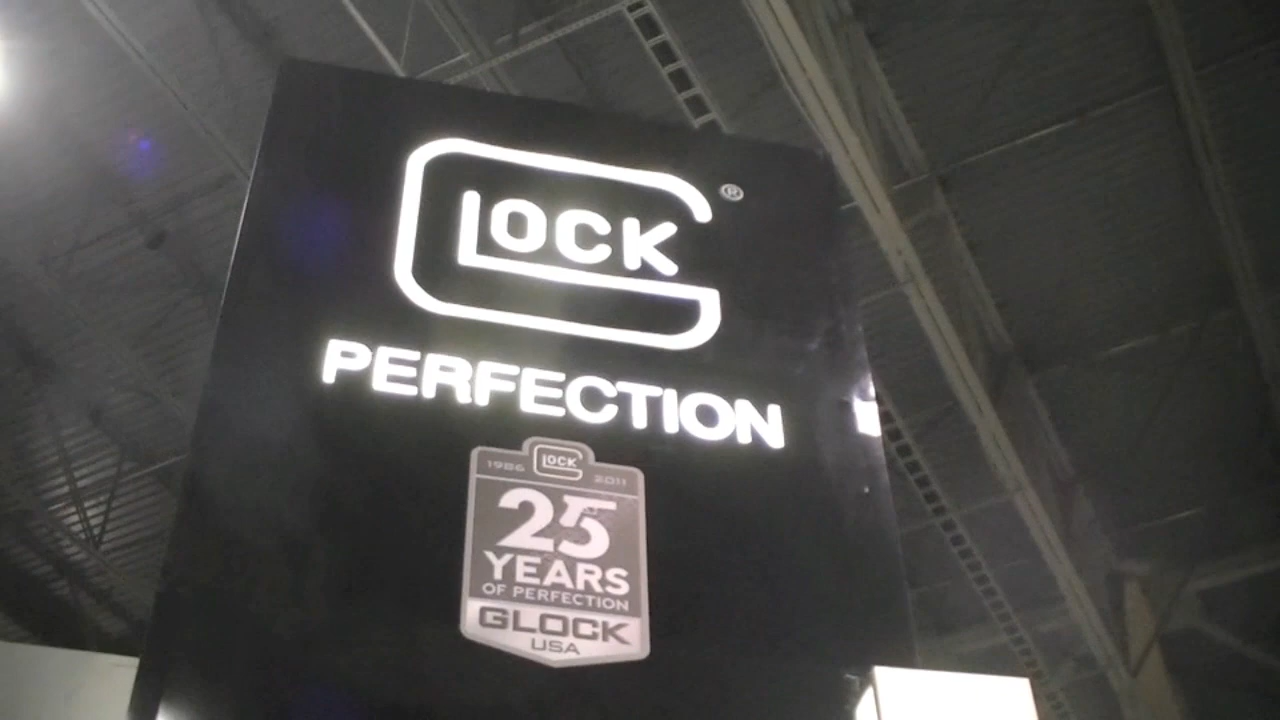 GLOCK®
PERFECTION
1986 GLOCK 2011
25
YEARS
OF PERFECTION
GLOCK
USA